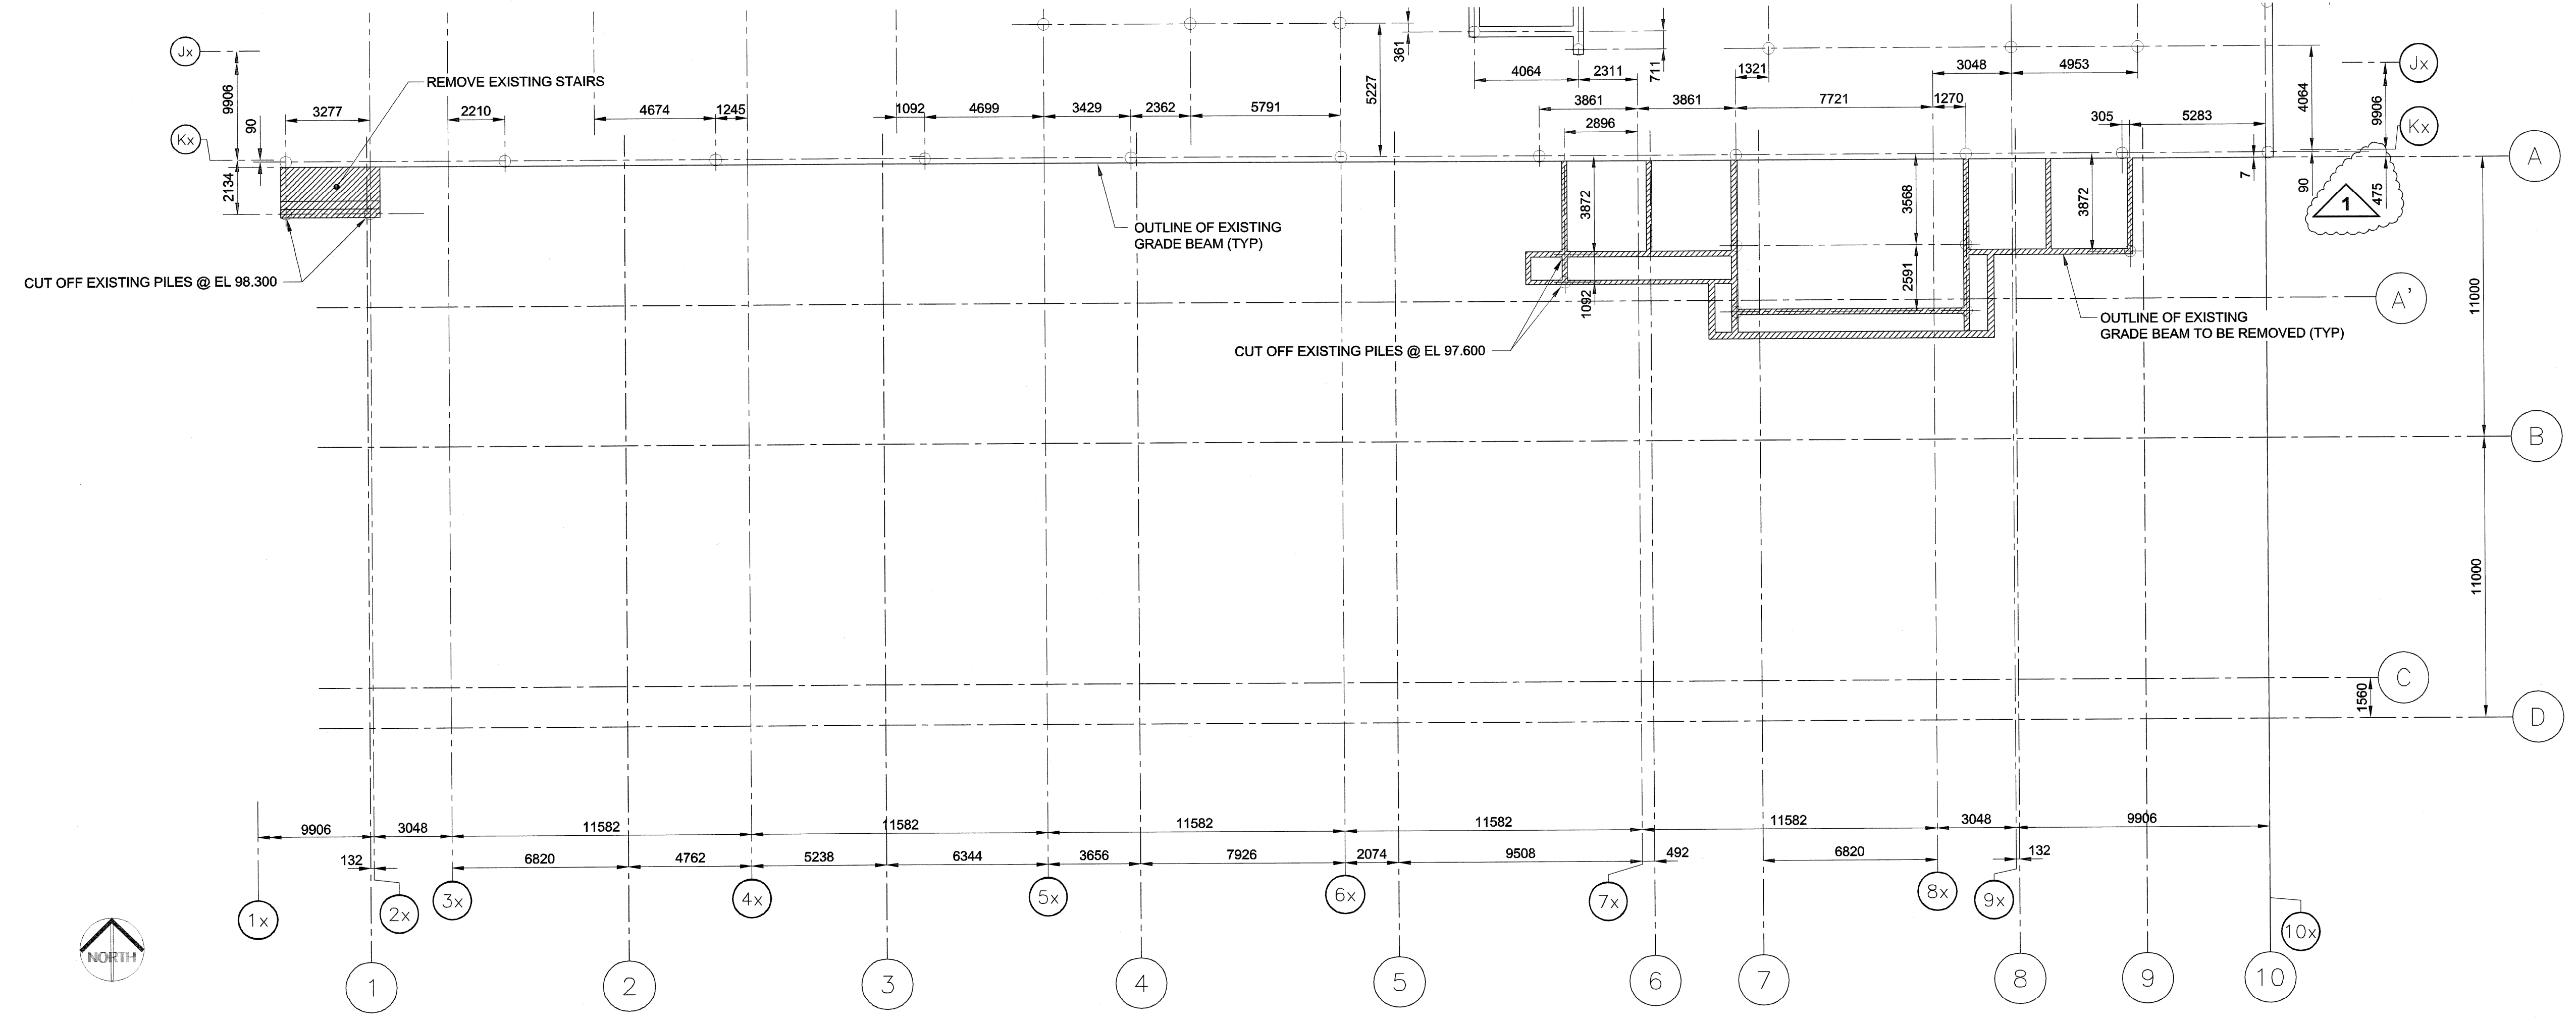 Jx
9906
Kx
90
2134
3277
REMOVE EXISTING STAIRS
2210
4674
1245
1092
4699
3429
2362
5791
5227
361
4064
2311
711
1321
3048
4953
3861
3861
7721
1270
2896
305
5283
4064
9906
Jx
Kx
A
7
90
475
1
3872
3568
3872
OUTLINE OF EXISTING
GRADE BEAM (TYP)
CUT OFF EXISTING PILES @ EL 98.300
2591
1092
A'
11000
OUTLINE OF EXISTING
GRADE BEAM TO BE REMOVED (TYP)
CUT OFF EXISTING PILES @ EL 97.600
B
11000
C
1560
D
9906
3048
11582
11582
11582
11582
11582
3048
9906
132
6820
4762
5238
6344
3656
7926
2074
9508
492
6820
132
1x
2x
3x
4x
5x
6x
7x
8x
9x
10x
NORTH
1
2
3
4
5
6
7
8
9
10